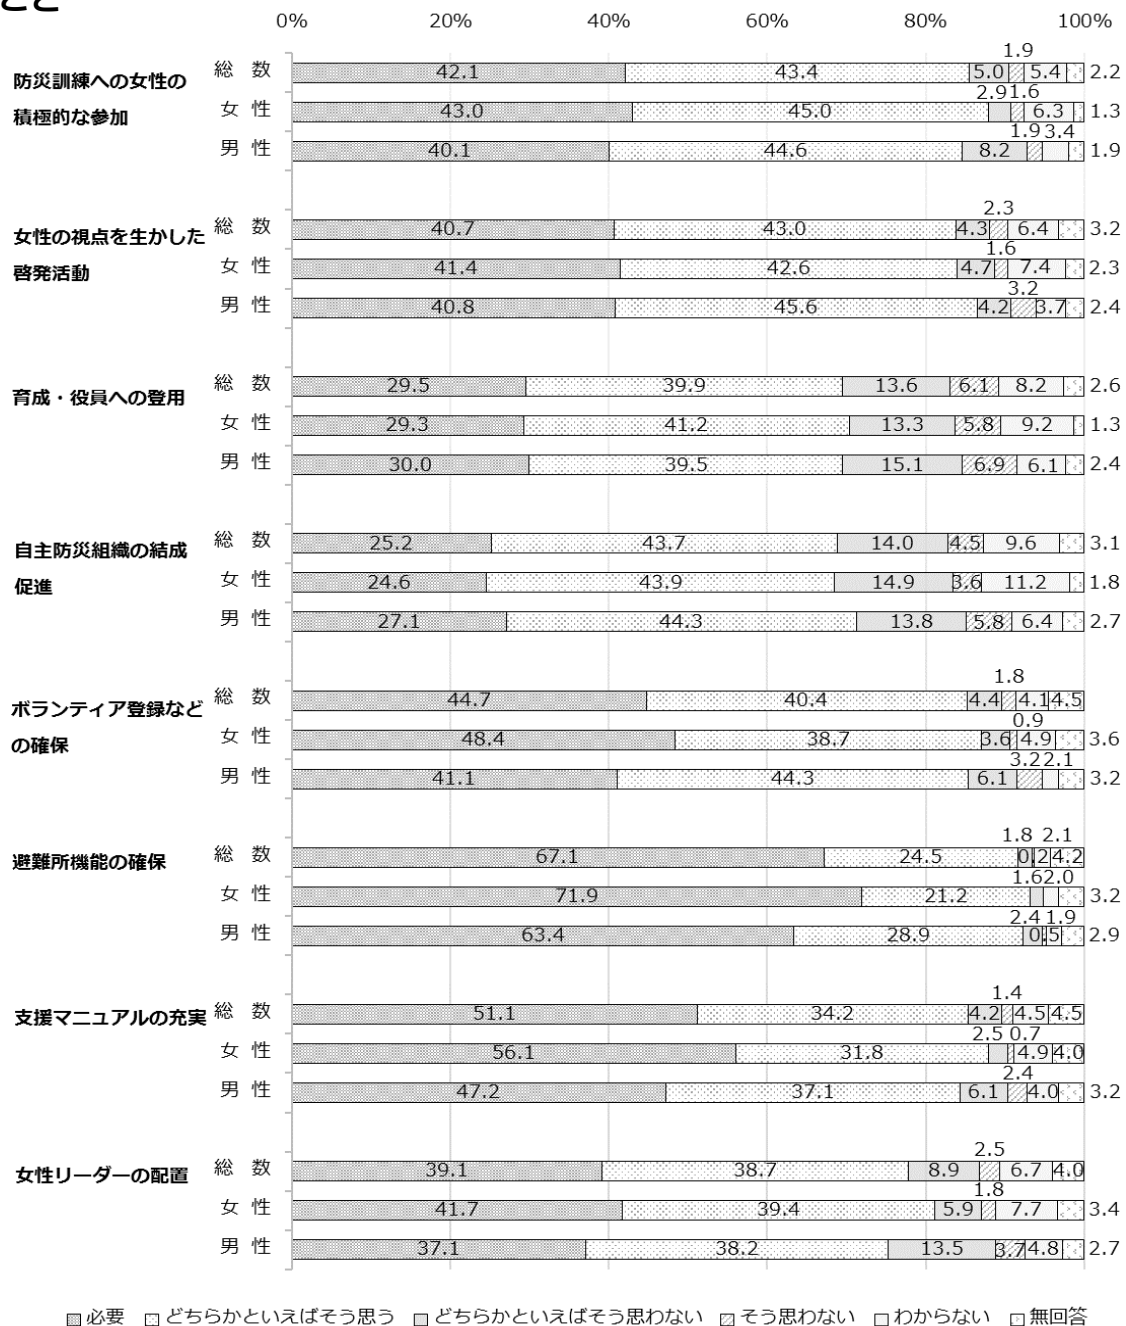 0% 20% 40% 60% 80% 100%
防災訓練への女性の
積極的な参加
総 数 42.1 43.4 5.0 1.9 5.4 2.2
女 性 43.0 45.0 2.9 1.6 6.3 1.3
男 性 40.1 44.6 8.2 1.9 3.4 1.9
女性の視点を生かした
啓発活動
総 数 40.7 43.0 4.3 2.3 6.4 3.2
女 性 41.4 42.6 4.7 1.6 7.4 2.3
男 性 40.8 45.6 4.2 3.2 3.7 2.4
育成・役員への登用
総 数 29.5 39.9 13.6 6.1 8.2 2.6
女 性 29.3 41.2 13.3 5.8 9.2 1.3
男 性 30.0 39.5 15.1 6.9 6.1 2.4
自主防災組織の結成
促進
総 数 25.2 43.7 14.0 4.5 9.6 3.1
女 性 24.6 43.9 14.9 3.6 11.2 1.8
男 性 27.1 44.3 13.8 5.8 6.4 2.7
ボランティア登録など
の確保
総 数 44.7 40.4 4.4 1.8 4.1 4.5
女 性 48.4 38.7 3.6 0.9 4.9 3.6
男 性 41.1 44.3 6.1 3.2 2.1 3.2
避難所機能の確保
総 数 67.1 24.5 1.8 0.2 2.1 4.2
女 性 71.9 21.2 1.6 2.0 3.2
男 性 63.4 28.9 2.4 0.5 1.9 2.9
支援マニュアルの充実
総 数 51.1 34.2 4.2 1.4 4.5 4.5
女 性 56.1 31.8 2.5 0.7 4.9 4.0
男 性 47.2 37.1 6.1 2.4 4.0 3.2
女性リーダーの配置
総 数 39.1 38.7 8.9 2.5 6.7 4.0
女 性 41.7 39.4 5.9 1.8 7.7 3.4
男 性 37.1 38.2 13.5 3.7 4.8 2.7
必要 どちらかといえばそう思う どちらかといえばそう思わない そう思わない わからない 無回答